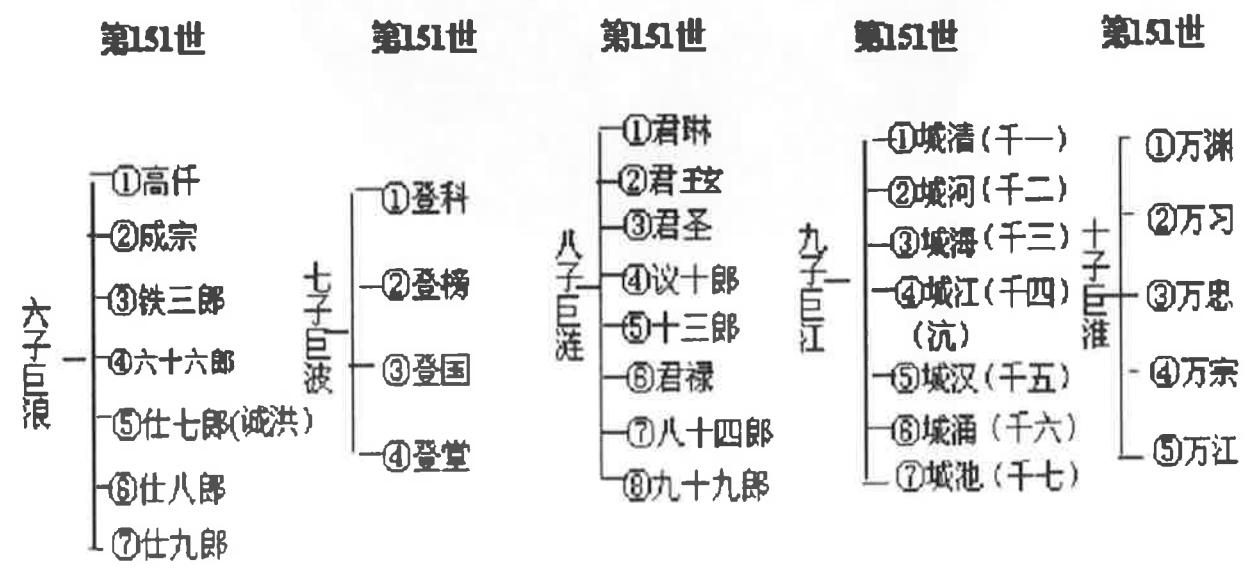 第151世
第151世
第151世
第151世
第151世
六子巨浪
①高仟
②成宗
③铁三郎
④六十六郎
⑤仕七郎(诚洪)
⑥仕八郎
⑦仕九郎
七子巨波
①登科
②登榜
③登国
④登堂
八子巨涟
①君琳
②君玹
③君圣
④议十郎
⑤十三郎
⑥君禄
⑦八十四郎
⑧九十九郎
九子巨江
①城清(千一)
②城河(千二)
③城海(千三)
④城江(千四)
(沆)
⑤城汉(千五)
⑥城涌(千六)
⑦城池(千七)
十子巨淮
①万渊
②万习
③万忠
④万宗
⑤万江